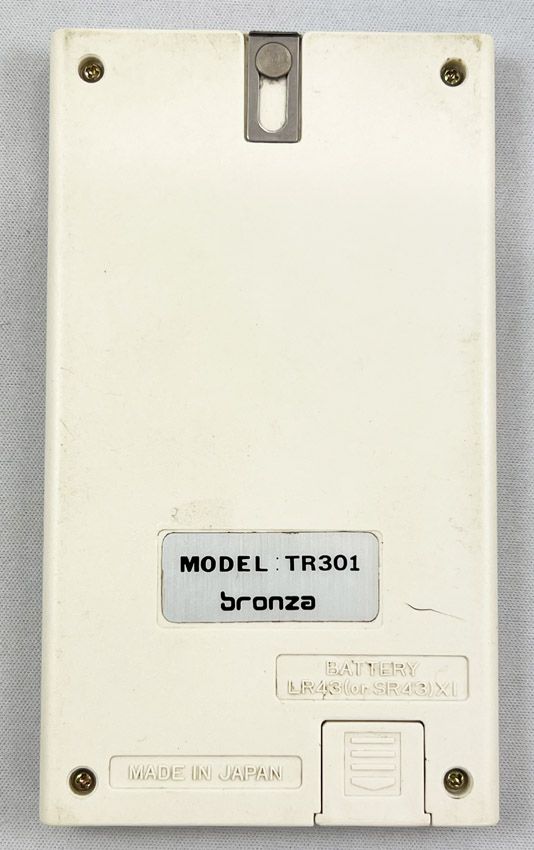 MODEL : TR301
bronza
BATTERY
LR43(or SR43)X1
MADE IN JAPAN